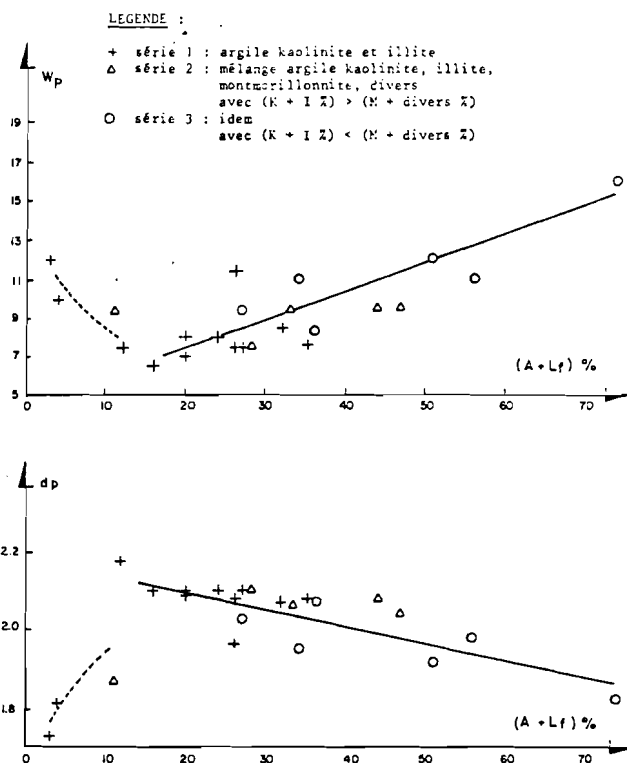 LEGENDE :
+ série 1 : argile kaolinite et illite
△ série 2 : mélange argile kaolinite, illite,
montmorillonnite, divers
avec (K + I %) > (M + divers %)
O série 3 : idem
avec (K + I %) < (M + divers %)
Wp
19
17
15
13
11
9
7
5
(A + Lf) %
0 10 20 30 40 50 60 70
dp
2.2
2.0
1.8
(A + Lf) %
0 10 20 30 40 50 60 70